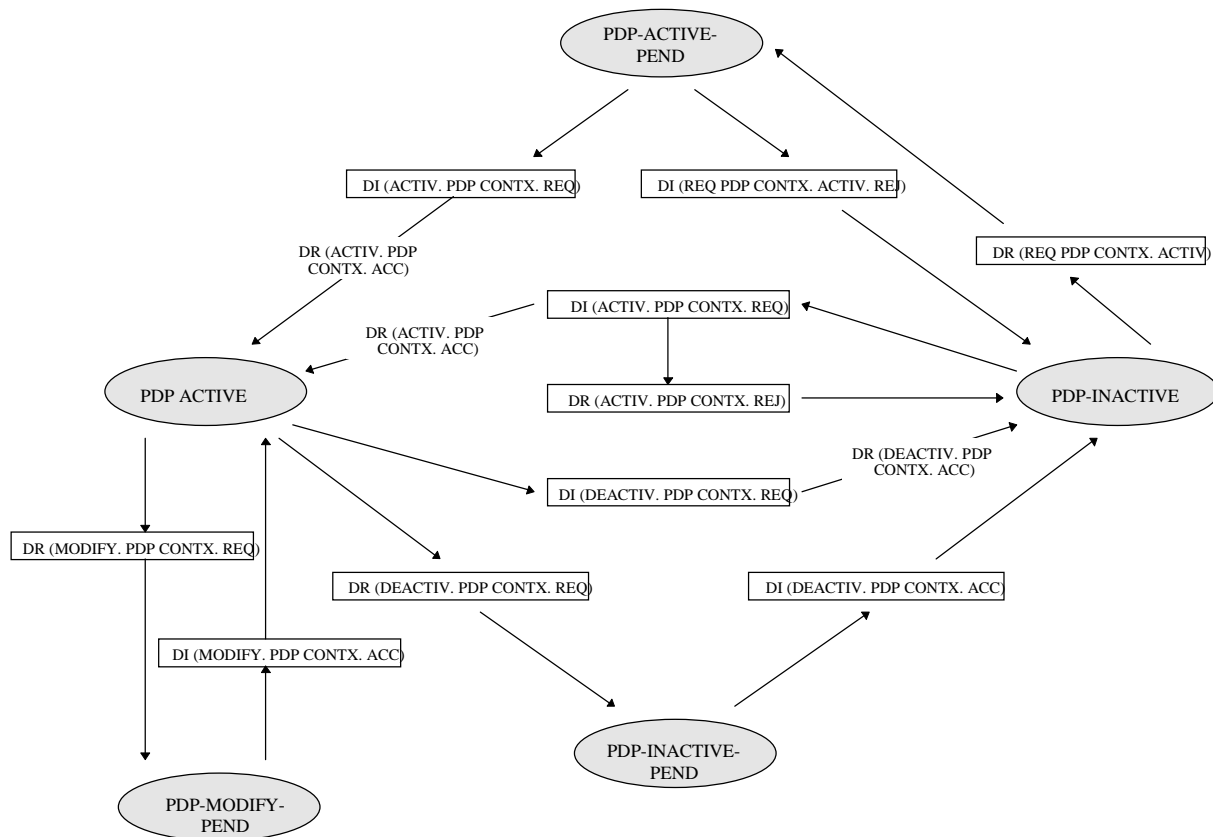 PDP-ACTIVE-
PEND
DI (ACTIV. PDP CONTX. REQ)
DI (REQ PDP CONTX. ACTIV. REJ)
DR (ACTIV. PDP
CONTX. ACC)
DR (REQ PDP CONTX. ACTIV)
DI (ACTIV. PDP CONTX. REQ)
DR (ACTIV. PDP
CONTX. ACC)
PDP ACTIVE
DR (ACTIV. PDP CONTX. REJ)
PDP-INACTIVE
DR (DEACTIV. PDP
CONTX. ACC)
DI (DEACTIV. PDP CONTX. REQ)
DR (MODIFY. PDP CONTX. REQ)
DR (DEACTIV. PDP CONTX. REQ)
DI (DEACTIV. PDP CONTX. ACC)
DI (MODIFY. PDP CONTX. ACC)
PDP-INACTIVE-
PEND
PDP-MODIFY-
PEND